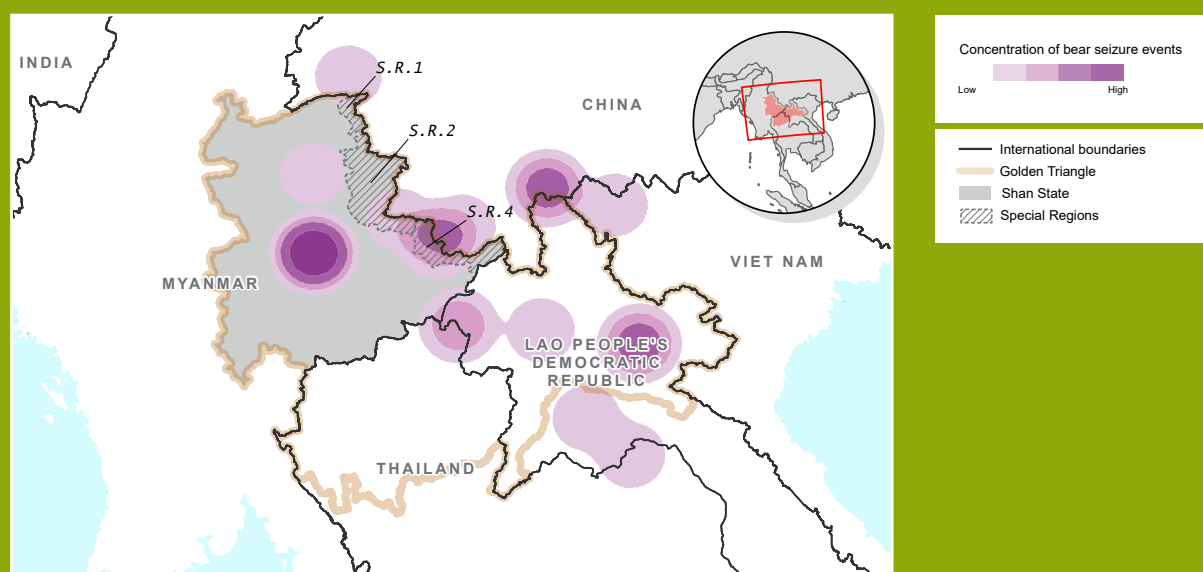 INDIA
S.R.1
CHINA
S.R.2
S.R.4
MYANMAR
VIET NAM
LAO PEOPLE'S
DEMOCRATIC
REPUBLIC
THAILAND
Concentration of bear seizure events
Low
High
International boundaries
Golden Triangle
Shan State
Special Regions